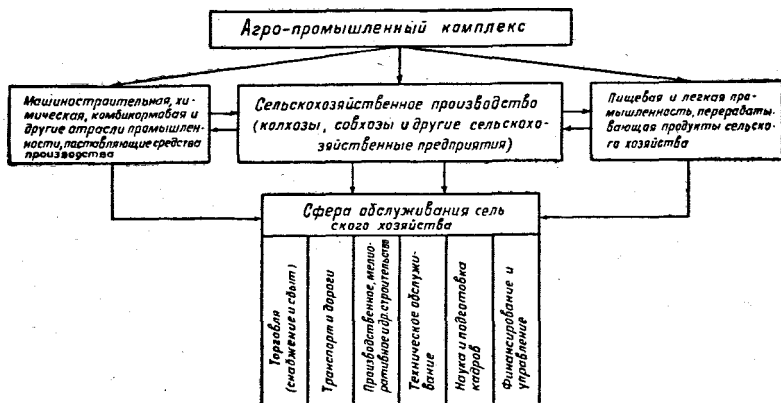 Агро-промышленный комплекс
Машиностроительная, хи-
мическая, комбикормовая и
другие отрасли промышлен-
ности, поставляющие средства
производства
Сельскохозяйственное производство
(колхозы, совхозы и другие сельскохо-
зяйственные предприятия)
Пищевая и легкая про-
мышленность, перерабаты-
вающая продукты сельско-
го хозяйства
Сфера обслуживания сель
ского хозяйства
Торговля
(снабжение и сбыт)
Транспорт и дороги
Производственное, мелио-
ративное и др. строительство
Техническое обслужи-
вание
Наука и подготовка
кадров
Финансирование и
управление